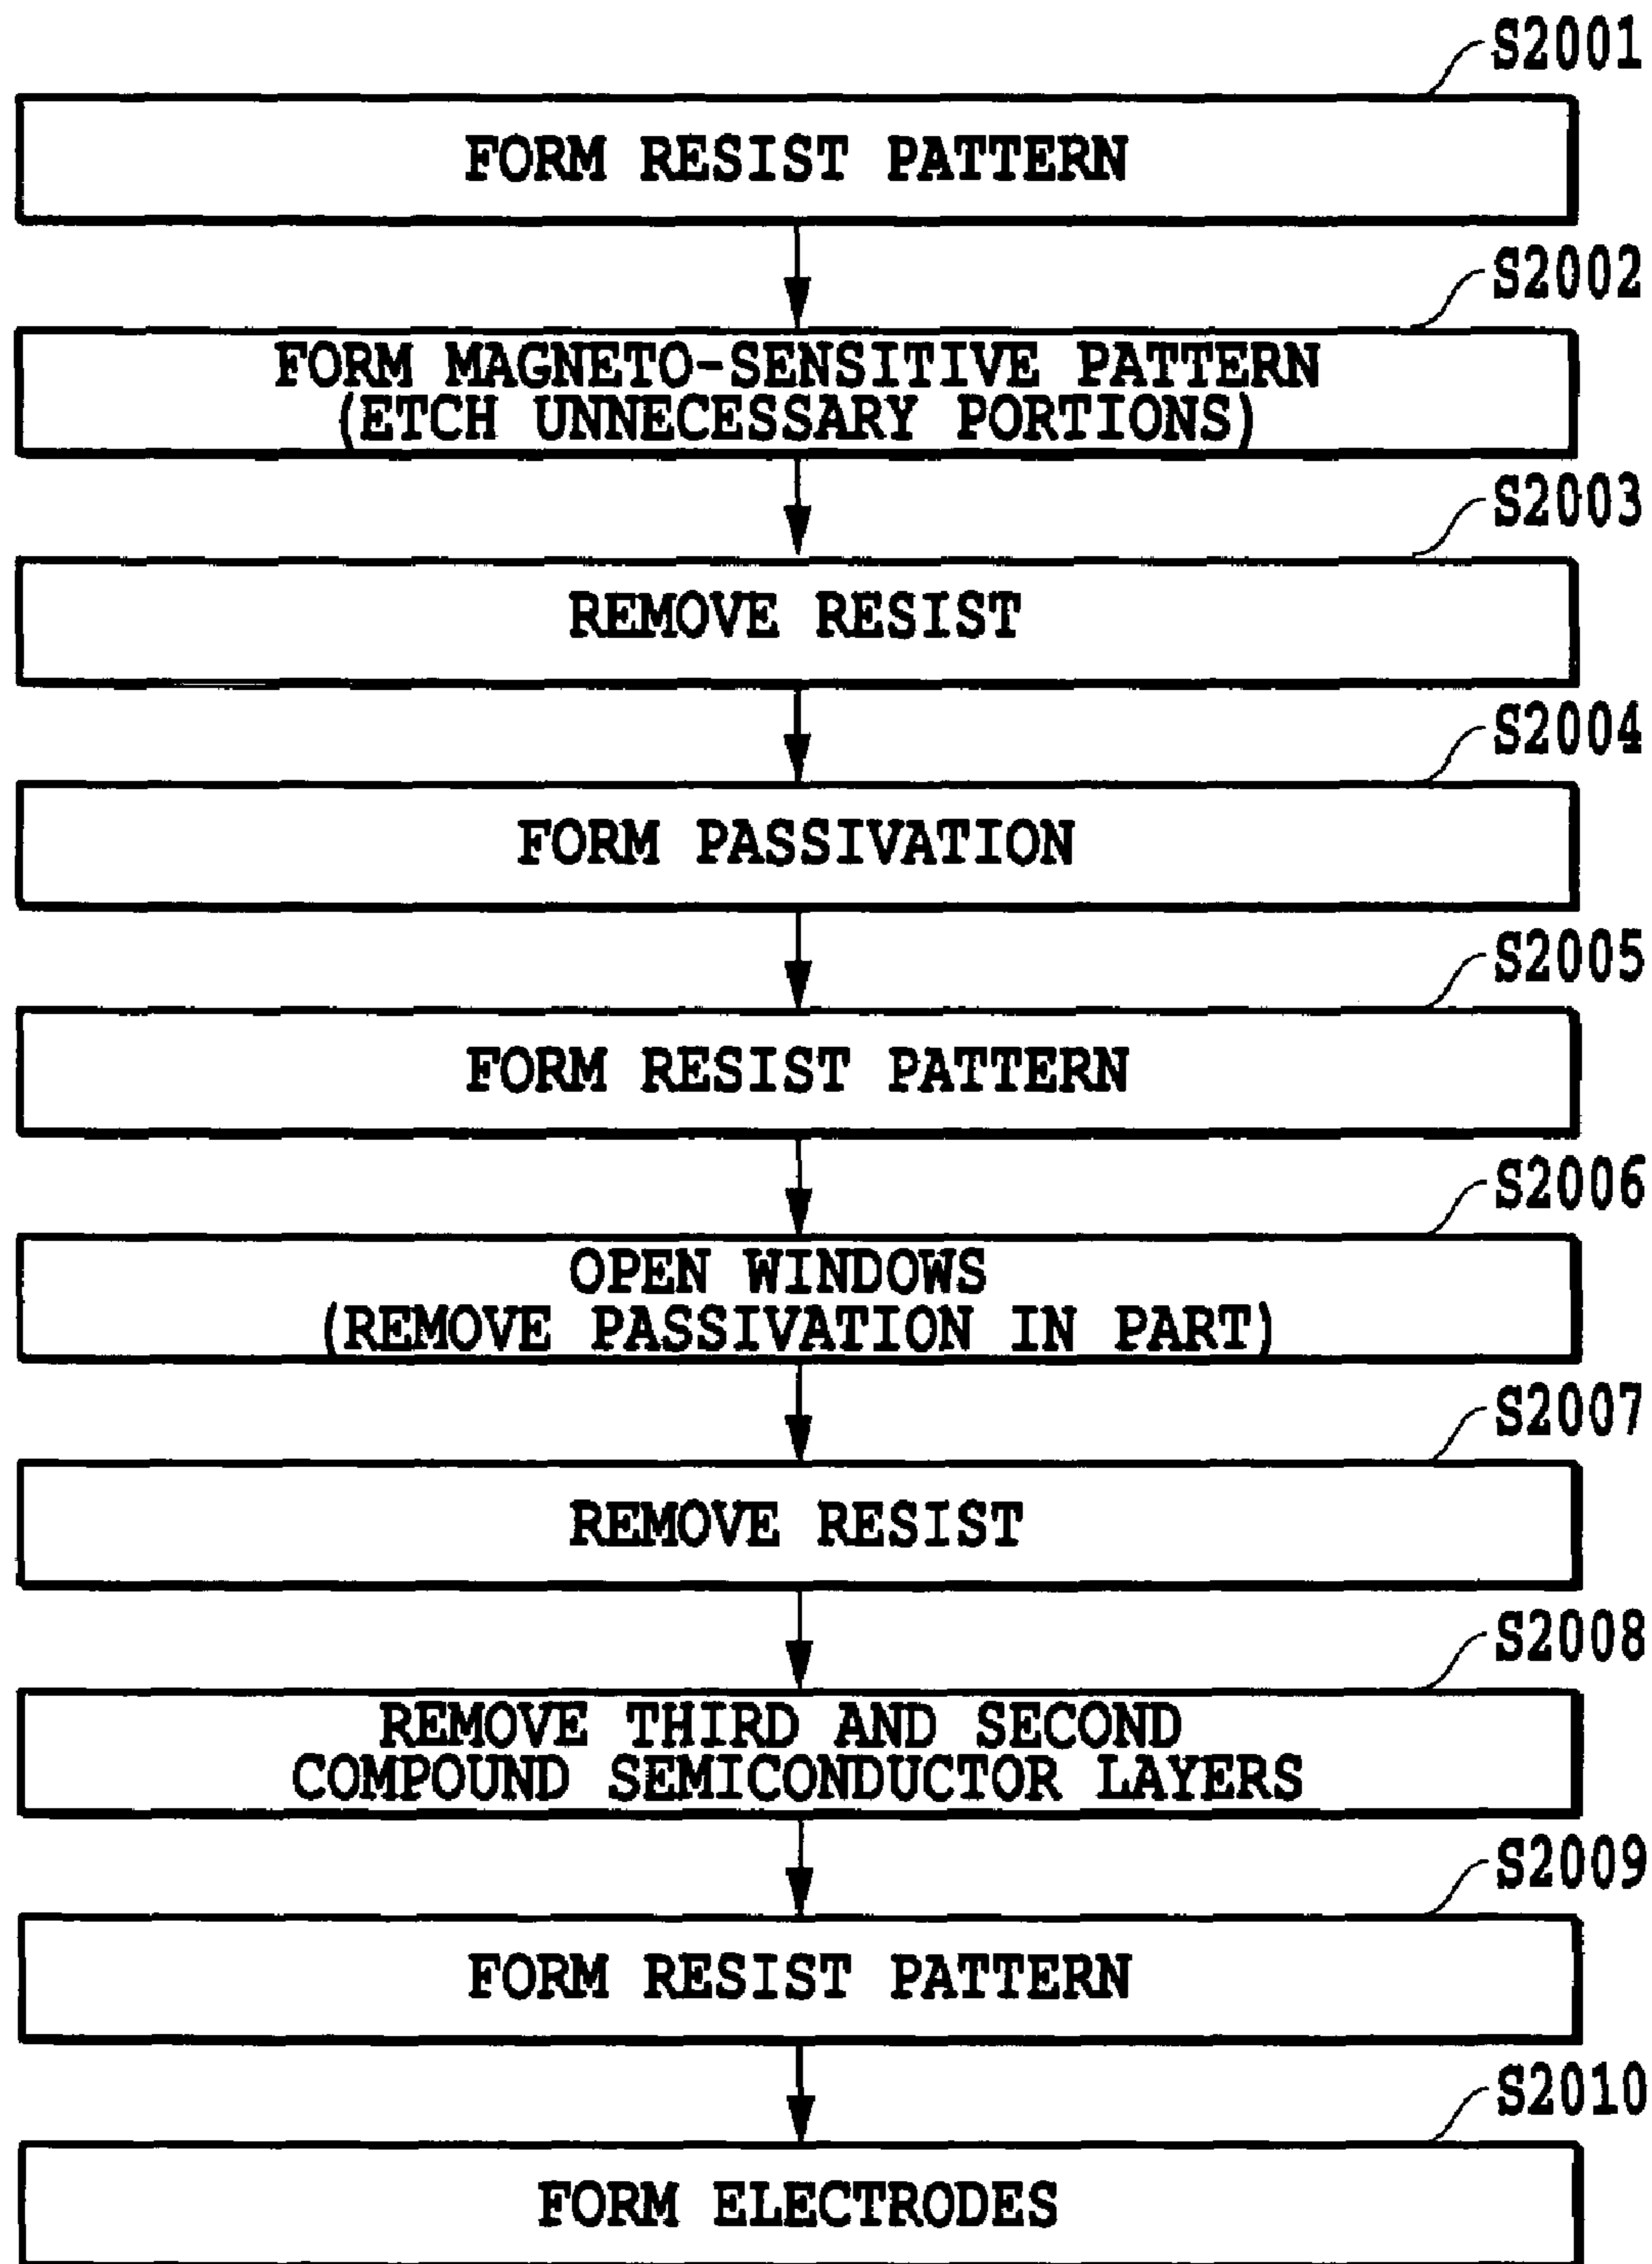 S2001
FORM RESIST PATTERN
S2002
FORM MAGNETO-SENSITIVE PATTERN
(ETCH UNNECESSARY PORTIONS)
S2003
REMOVE RESIST
S2004
FORM PASSIVATION
S2005
FORM RESIST PATTERN
S2006
OPEN WINDOWS
(REMOVE PASSIVATION IN PART)
S2007
REMOVE RESIST
S2008
REMOVE THIRD AND SECOND
COMPOUND SEMICONDUCTOR LAYERS
S2009
FORM RESIST PATTERN
S2010
FORM ELECTRODES